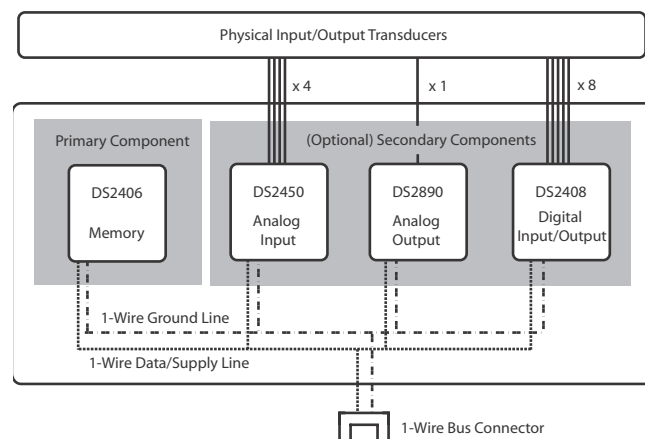 Physical Input/Output Transducers
x 4
x 1
x 8
Primary Component
(Optional) Secondary Components
DS2406
Memory
DS2450
Analog
Input
DS2890
Analog
Output
DS2408
Digital
Input/Output
1-Wire Ground Line
1-Wire Data/Supply Line
1-Wire Bus Connector